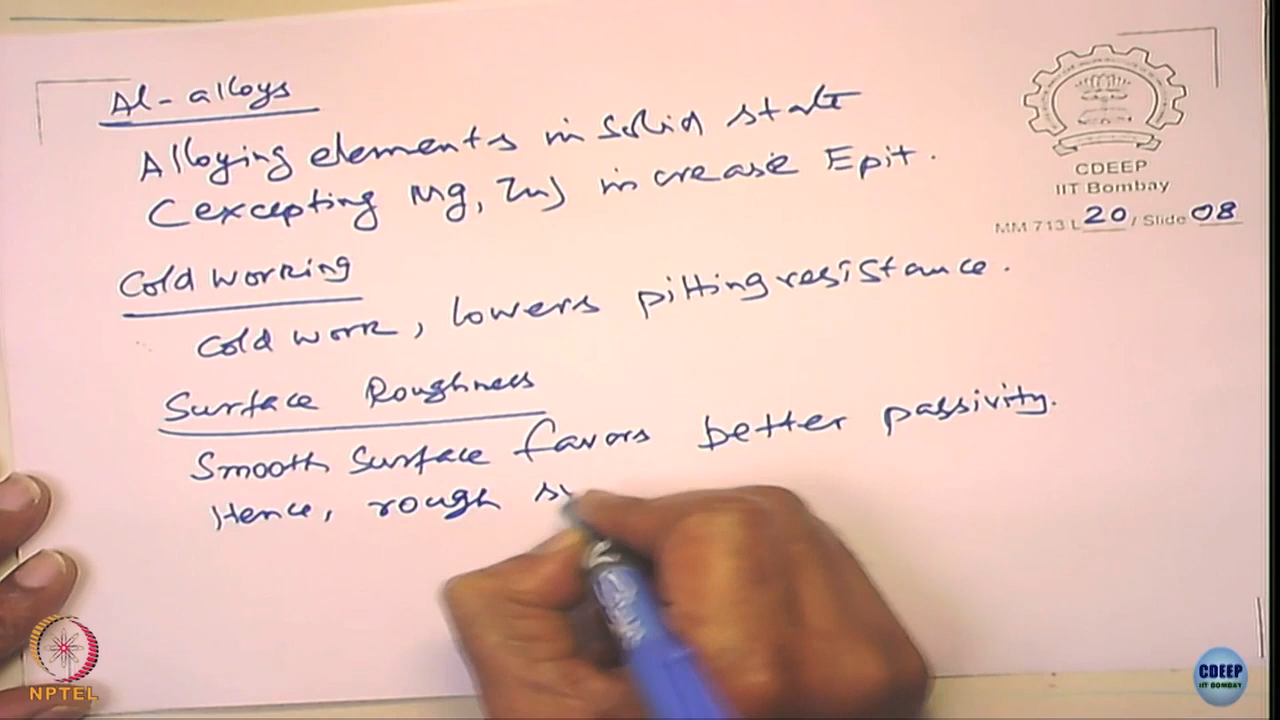 Al-alloys
Alloying elements in solid state
(excepting Mg, Zn) increase Epit.
Cold working
Cold work, lowers pitting resistance.
Surface Roughness
Smooth surface favors better passivity.
Hence, rough su
CDEEP
IIT Bombay
MM 713 L 20 / Slide 08
NPTEL
CDEEP
IIT BOMBAY